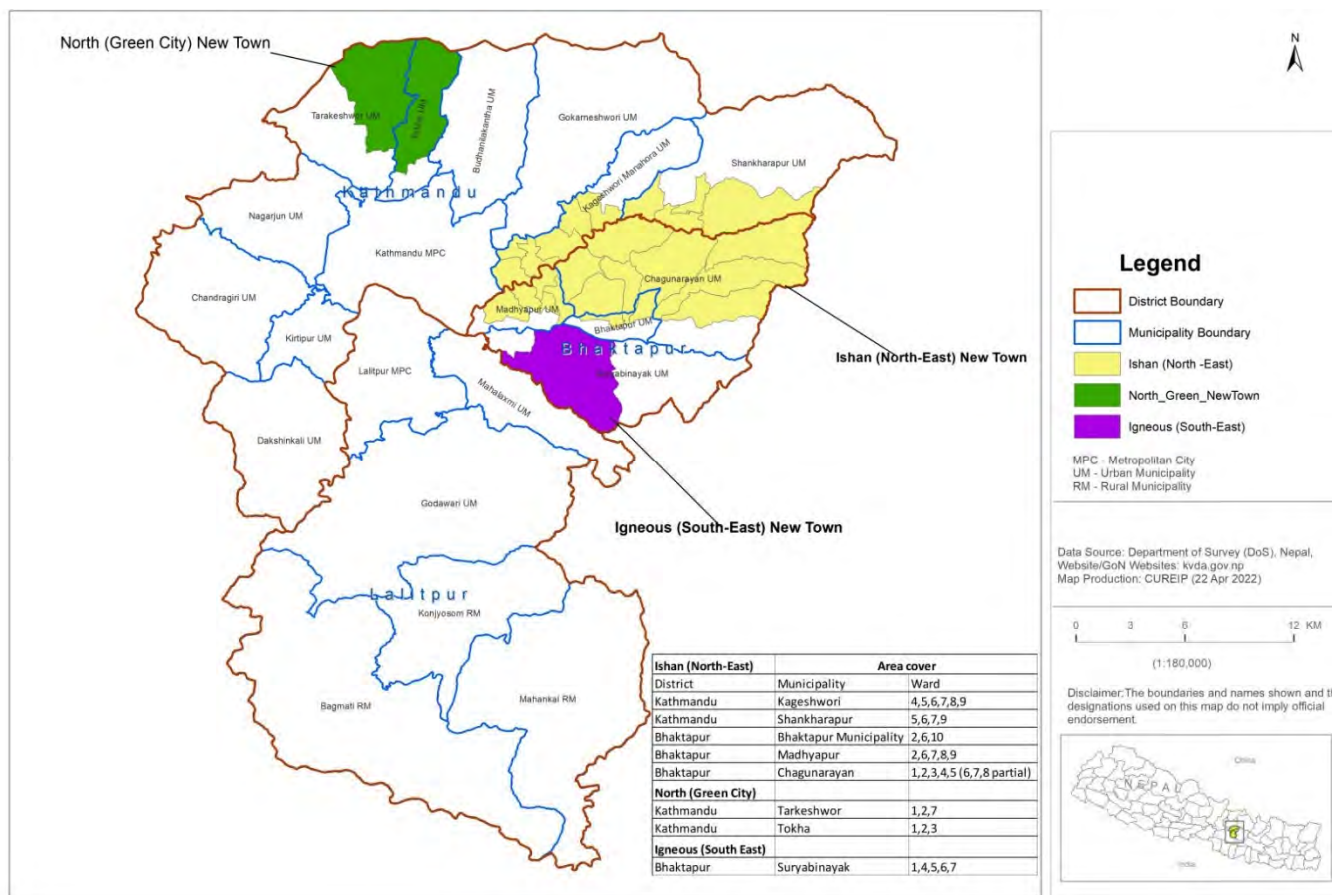 North (Green City) New Town
N
Tarakeshwor UM
Tokha UM
Budhanilakantha UM
Gokarneshwori UM
Kageshwori Manahora UM
Shankharapur UM
Kathmandu
Nagarjun UM
Kathmandu MPC
Chandragiri UM
Kirtipur UM
Chagunarayan UM
Madhyapur UM
Bhaktapur UM
Bhaktapur
Ishan (North-East) New Town
Lalitpur MPC
Mahalaxmi UM
Dakshinkali UM
Godawari UM
Igneous (South-East) New Town
Lalitpur
Konjyosom RM
Bagmati RM
Mahankal RM
Ishan (North-East) Area cover
District Municipality Ward
Kathmandu Kageshwori 4,5,6,7,8,9
Kathmandu Shankharapur 5,6,7,9
Bhaktapur Bhaktapur Municipality 2,6,10
Bhaktapur Madhyapur 2,6,7,8,9
Bhaktapur Chagunarayan 1,2,3,4,5 (6,7,8 partial)
North (Green City)
Kathmandu Tarkeshwor 1,2,7
Kathmandu Tokha 1,2,3
Igneous (South East)
Bhaktapur Suryabinayak 1,4,5,6,7
Legend
District Boundary
Municipality Boundary
Ishan (North -East)
North_Green_NewTown
Igneous (South-East)
MPC - Metropolitan City
UM - Urban Municipality
RM - Rural Municipality
Data Source: Department of Survey (DoS), Nepal,
Website/GoN Websites: kvda.gov.np
Map Production: CUREIP (22 Apr 2022)
0 3 6 12 KM
(1:180,000)
Disclaimer:The boundaries and names shown and th
designations used on this map do not imply official
endorsement.
China
NEPAL
India